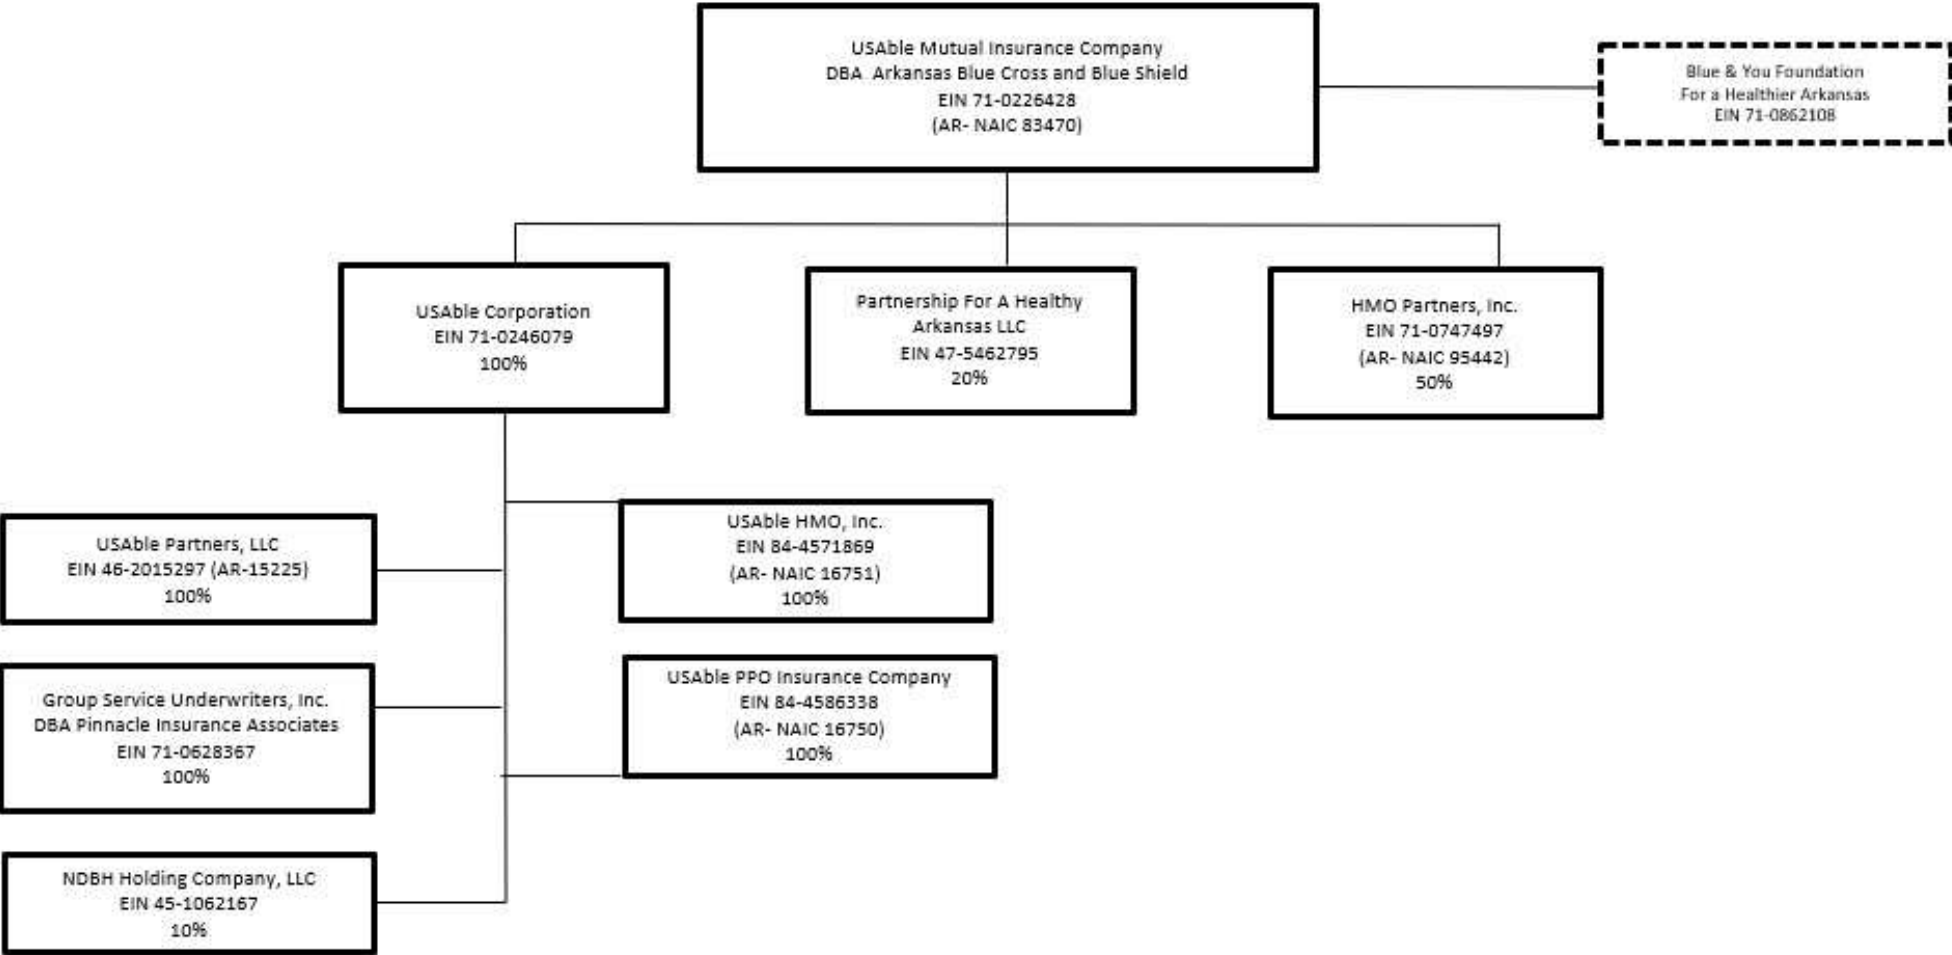 USAble Mutual Insurance Company
DBA Arkansas Blue Cross and Blue Shield
EIN 71-0226428
(AR- NAIC 83470)
Blue & You Foundation
For a Healthier Arkansas
EIN 71-0862108
USAble Corporation
EIN 71-0246079
100%
Partnership For A Healthy
Arkansas LLC
EIN 47-5462795
20%
HMO Partners, Inc.
EIN 71-0747497
(AR- NAIC 95442)
50%
USAble Partners, LLC
EIN 46-2015297 (AR-15225)
100%
USAble HMO, Inc.
EIN 84-4571869
(AR- NAIC 16751)
100%
Group Service Underwriters, Inc.
DBA Pinnacle Insurance Associates
EIN 71-0628367
100%
USAble PPO Insurance Company
EIN 84-4586338
(AR- NAIC 16750)
100%
NDBH Holding Company, LLC
EIN 45-1062167
10%